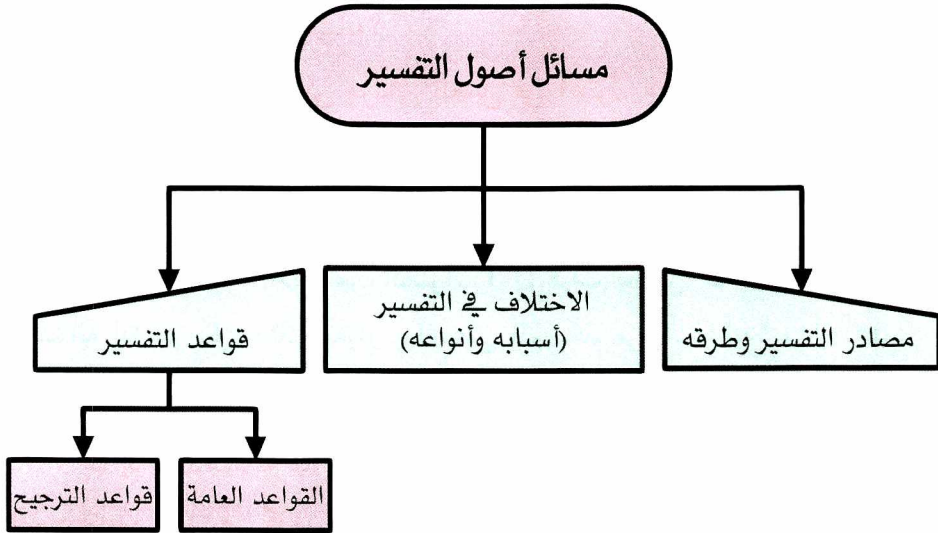 مسائل أصول التفسير
مصادر التفسير وطرقه
الاختلاف في التفسير
(أسبابه وأنواعه)
قواعد التفسير
القواعد العامة
قواعد الترجيح